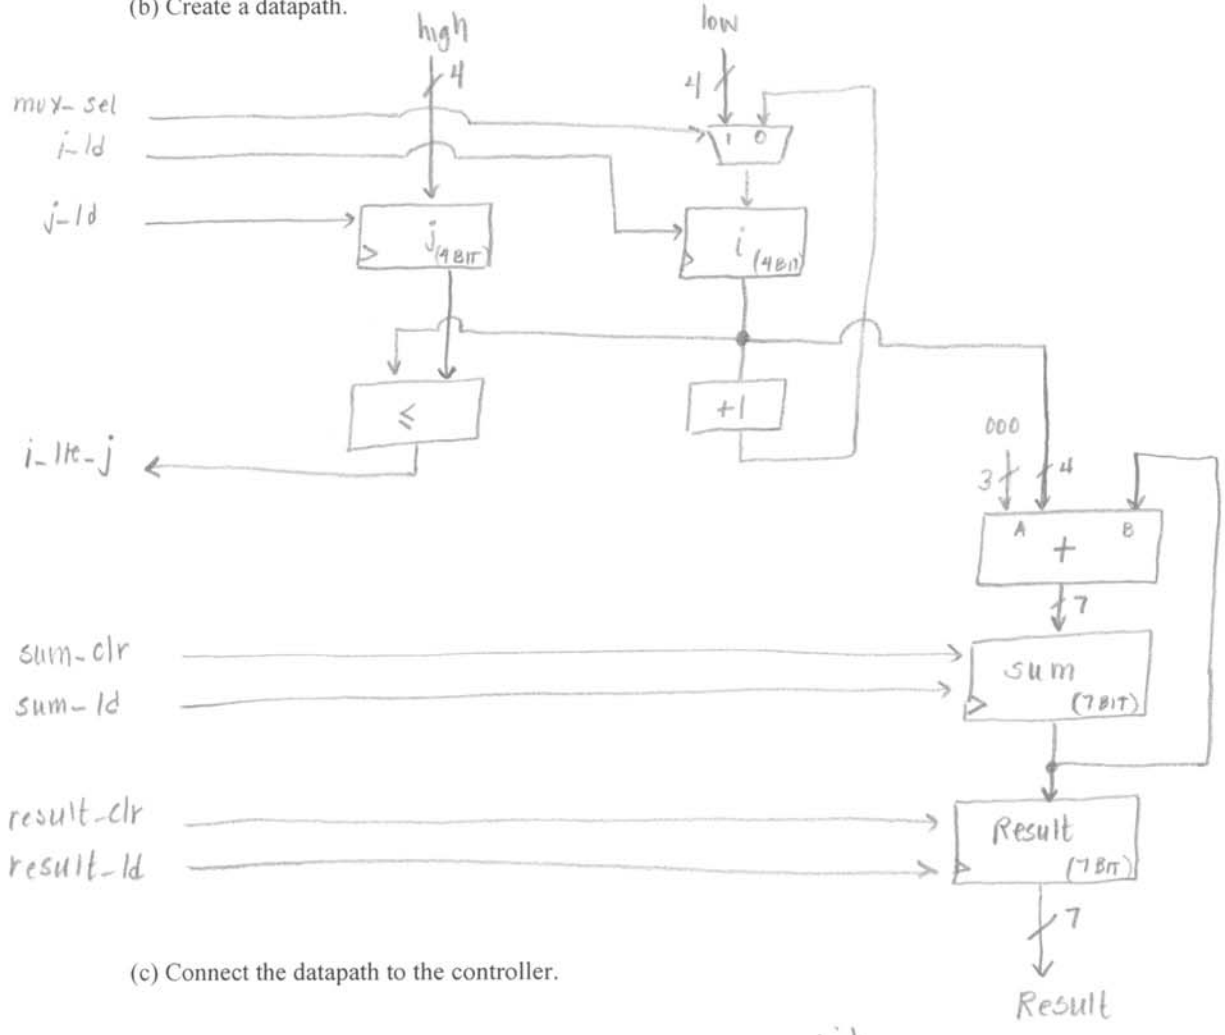 (b) Create a datapath.
high
low
4
4
mux-sel
i-ld
1 0
j-ld
j
(4 BIT)
i
(4 BIT)
≤
+1
000
i-lte-j
3
4
A
B
+
7
sum-clr
sum-ld
sum
(7 BIT)
result-clr
result-ld
Result
(7 BIT)
7
(c) Connect the datapath to the controller.
Result